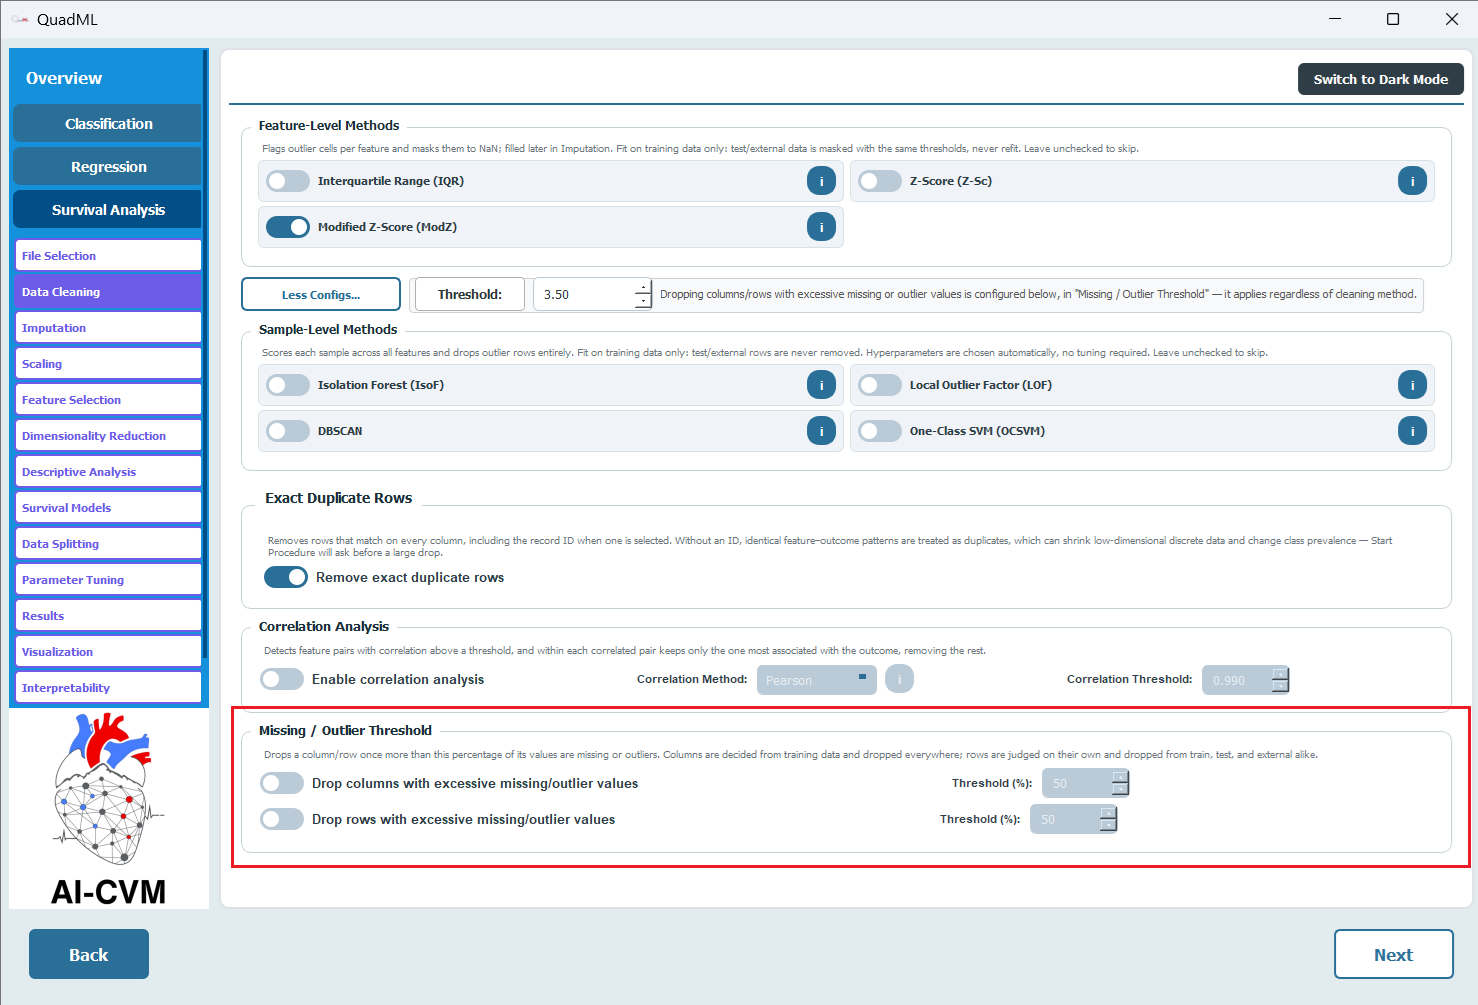 QuadML
Overview
Classification
Regression
Survival Analysis
File Selection
Data Cleaning
Imputation
Scaling
Feature Selection
Dimensionality Reduction
Descriptive Analysis
Survival Models
Data Splitting
Parameter Tuning
Results
Visualization
Interpretability
AI-CVM
Back
Switch to Dark Mode
Feature-Level Methods
Flags outlier cells per feature and masks them to NaN; filled later in Imputation. Fit on training data only: test/external data is masked with the same thresholds, never refit. Leave unchecked to skip.
Interquartile Range (IQR) i
Z-Score (Z-Sc) i
Modified Z-Score (ModZ) i
Less Configs...
Threshold: 3.50
Dropping columns/rows with excessive missing or outlier values is configured below, in "Missing / Outlier Threshold" — it applies regardless of cleaning method.
Sample-Level Methods
Scores each sample across all features and drops outlier rows entirely. Fit on training data only: test/external rows are never removed. Hyperparameters are chosen automatically, no tuning required. Leave unchecked to skip.
Isolation Forest (IsoF) i
Local Outlier Factor (LOF) i
DBSCAN i
One-Class SVM (OCSVM) i
Exact Duplicate Rows
Removes rows that match on every column, including the record ID when one is selected. Without an ID, identical feature–outcome patterns are treated as duplicates, which can shrink low-dimensional discrete data and change class prevalence — Start
Procedure will ask before a large drop.
Remove exact duplicate rows
Correlation Analysis
Detects feature pairs with correlation above a threshold, and within each correlated pair keeps only the one most associated with the outcome, removing the rest.
Enable correlation analysis
Correlation Method: Pearson i
Correlation Threshold: 0.990
Missing / Outlier Threshold
Drops a column/row once more than this percentage of its values are missing or outliers. Columns are decided from training data and dropped everywhere; rows are judged on their own and dropped from train, test, and external alike.
Drop columns with excessive missing/outlier values
Threshold (%): 50
Drop rows with excessive missing/outlier values
Threshold (%): 50
Next